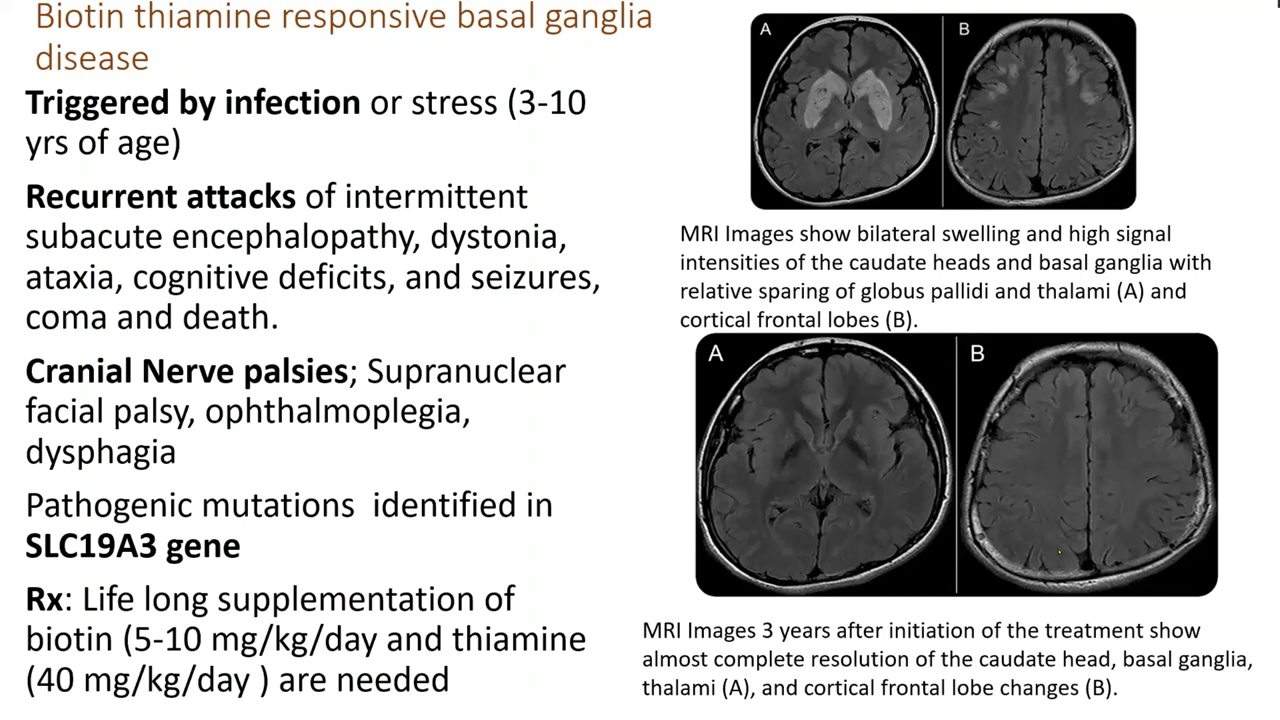 Biotin thiamine responsive basal ganglia
disease
Triggered by infection or stress (3-10
yrs of age)
Recurrent attacks of intermittent
subacute encephalopathy, dystonia,
ataxia, cognitive deficits, and seizures,
coma and death.
Cranial Nerve palsies; Supranuclear
facial palsy, ophthalmoplegia,
dysphagia
Pathogenic mutations  identified in
SLC19A3 gene
Rx: Life long supplementation of
biotin (5-10 mg/kg/day and thiamine
(40 mg/kg/day ) are needed
A
B
MRI Images show bilateral swelling and high signal
intensities of the caudate heads and basal ganglia with
relative sparing of globus pallidi and thalami (A) and
cortical frontal lobes (B).
A
B
MRI Images 3 years after initiation of the treatment show
almost complete resolution of the caudate head, basal ganglia,
thalami (A), and cortical frontal lobe changes (B).